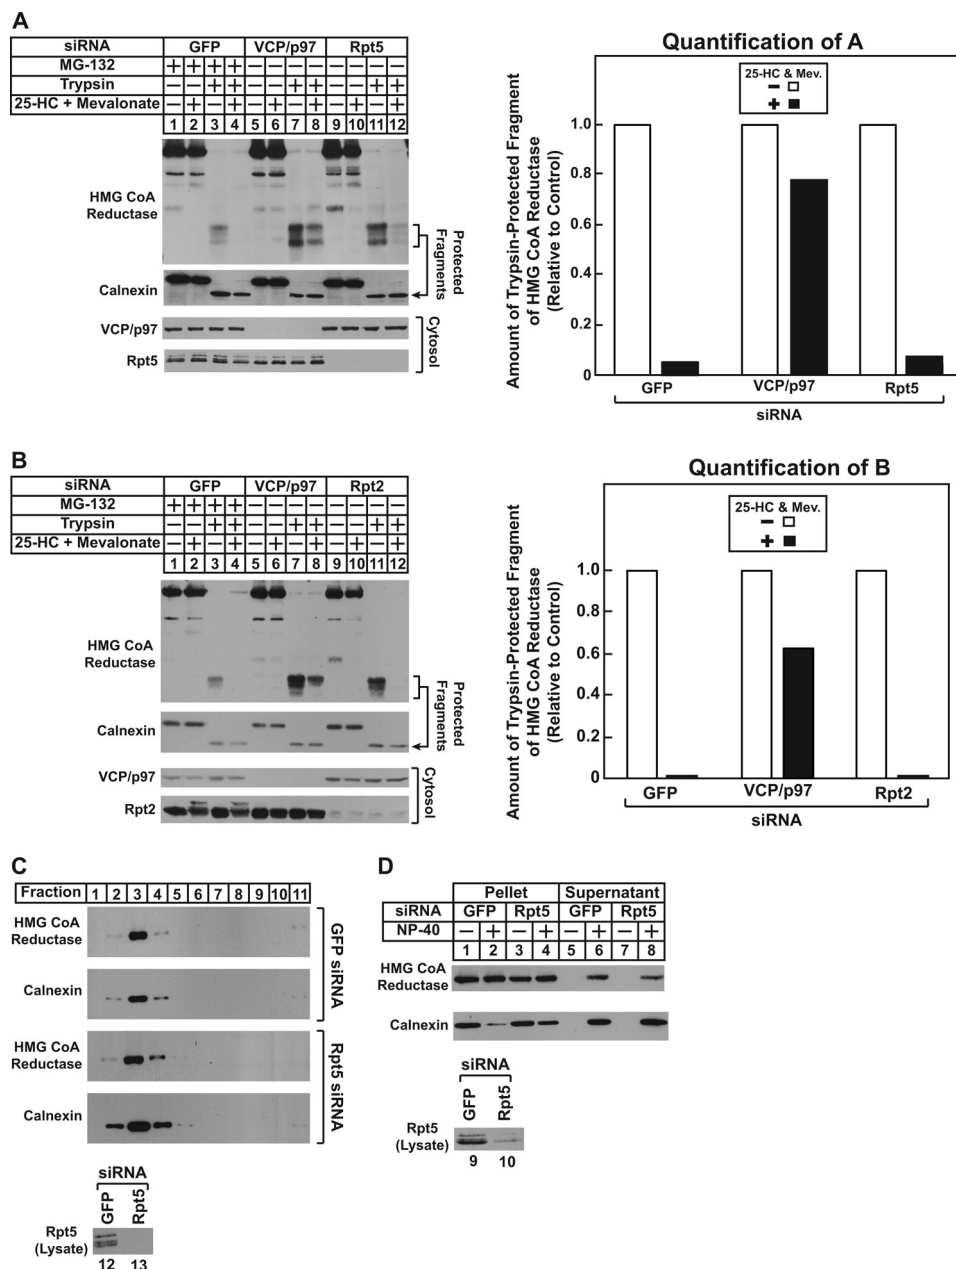 A
siRNA GFP VCP/p97 Rpt5
MG-132 + + + + − − − − − − − −
Trypsin − − + + − − + + − − + +
25-HC + Mevalonate − + − + − + − + − + − +
1 2 3 4 5 6 7 8 9 10 11 12
HMG CoA
Reductase
Protected
Fragments
Calnexin
VCP/p97
Rpt5
Cytosol
Quantification of A
25-HC & Mev.
−
+
Amount of Trypsin-Protected Fragment
of HMG CoA Reductase
(Relative to Control)
1.0
0.8
0.6
0.4
0.2
0
GFP VCP/p97 Rpt5
siRNA
B
siRNA GFP VCP/p97 Rpt2
MG-132 + + + + − − − − − − − −
Trypsin − − + + − − + + − − + +
25-HC + Mevalonate − + − + − + − + − + − +
1 2 3 4 5 6 7 8 9 10 11 12
HMG CoA
Reductase
Protected
Fragments
Calnexin
VCP/p97
Rpt2
Cytosol
Quantification of B
25-HC & Mev.
−
+
Amount of Trypsin-Protected Fragment
of HMG CoA Reductase
(Relative to Control)
1.0
0.8
0.6
0.4
0.2
0
GFP VCP/p97 Rpt2
siRNA
C
Fraction 1 2 3 4 5 6 7 8 9 10 11
HMG CoA
Reductase
Calnexin
GFP siRNA
HMG CoA
Reductase
Calnexin
Rpt5 siRNA
siRNA
GFP Rpt5
Rpt5
(Lysate)
12 13
D
Pellet Supernatant
siRNA GFP Rpt5 GFP Rpt5
NP-40 − + − + − + − +
1 2 3 4 5 6 7 8
HMG CoA
Reductase
Calnexin
siRNA
GFP Rpt5
Rpt5
(Lysate)
9 10